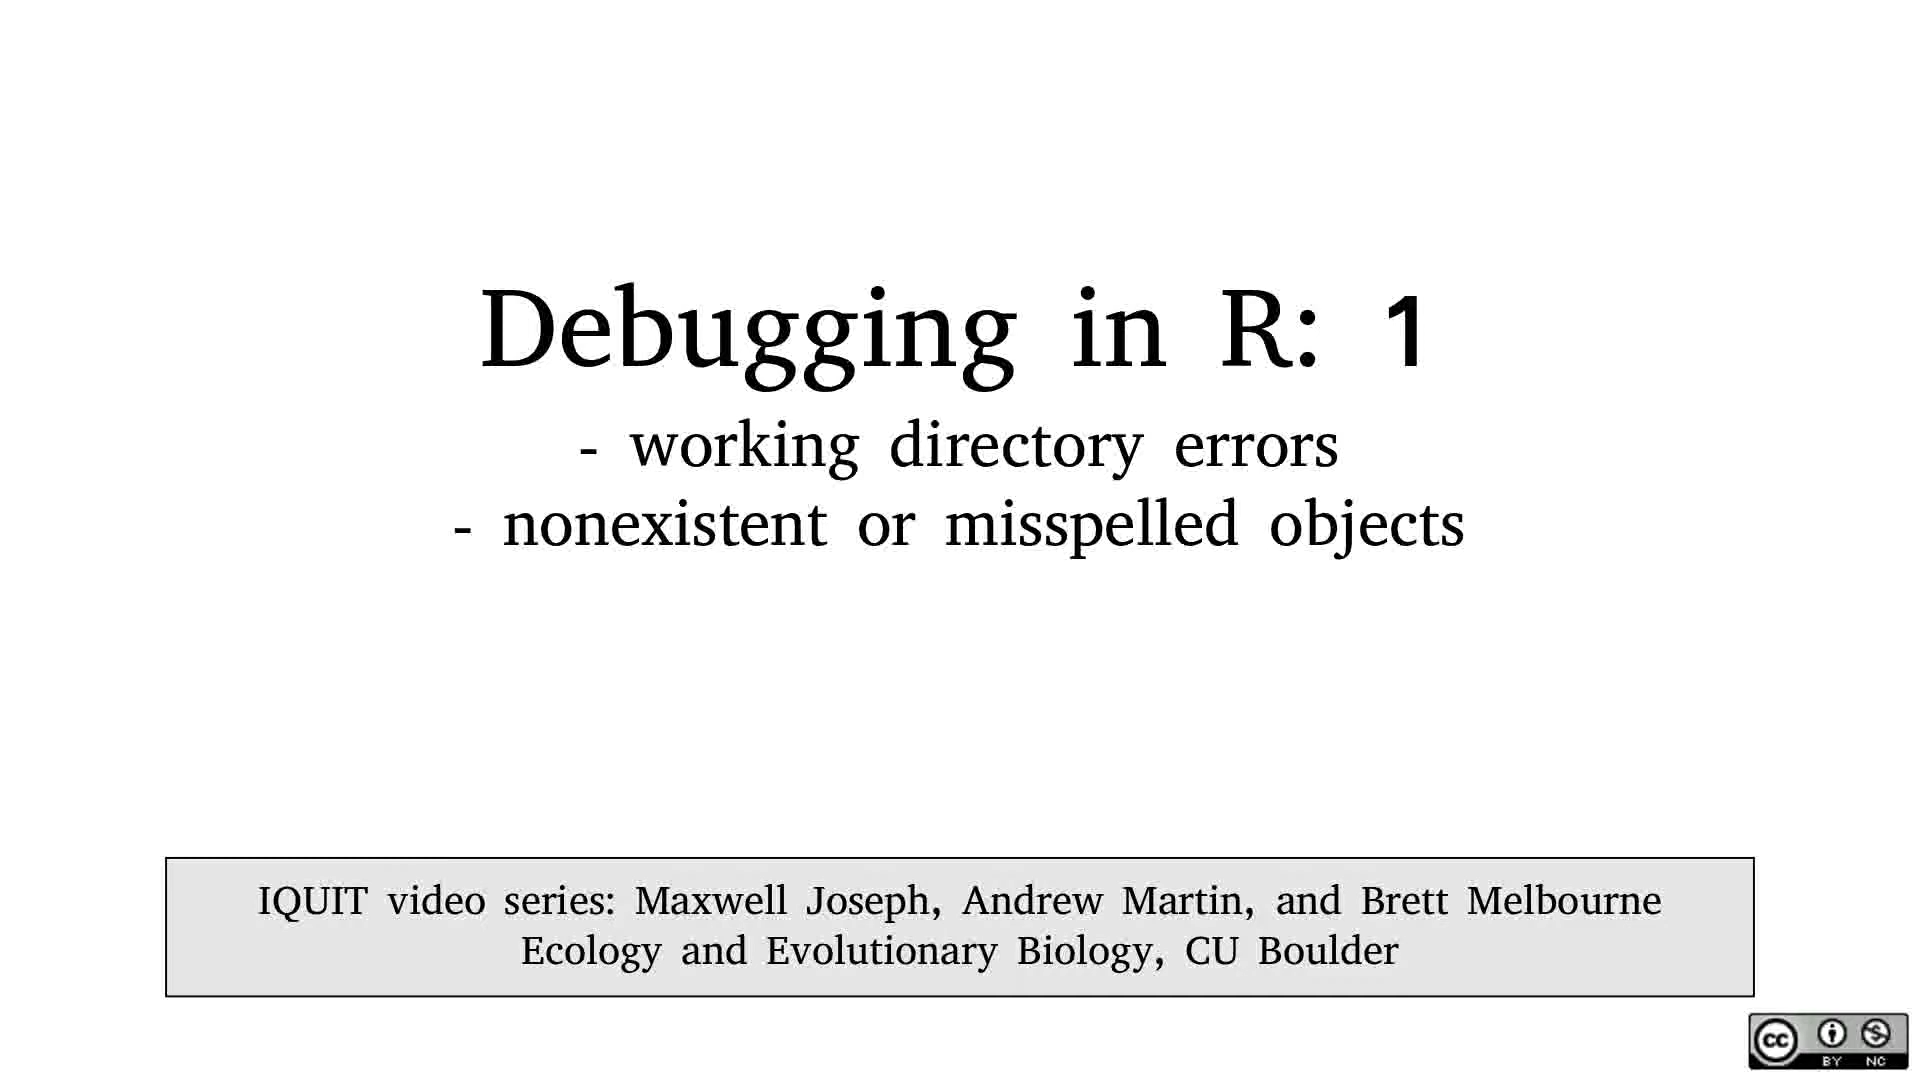 Debugging in R: 1
- working directory errors
- nonexistent or misspelled objects
IQUIT video series: Maxwell Joseph, Andrew Martin, and Brett Melbourne
Ecology and Evolutionary Biology, CU Boulder
cc
BY NC